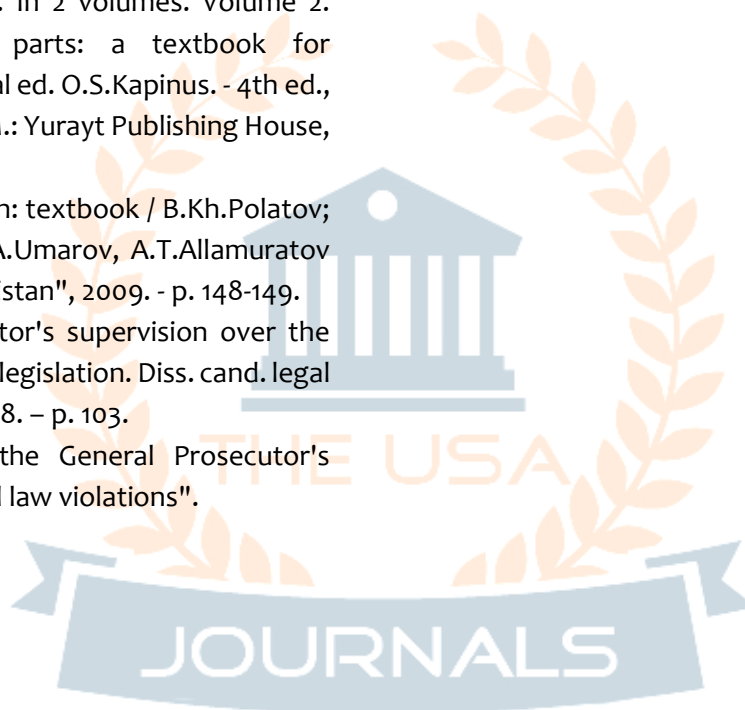 . In 2 volumes. Volume 2.
parts: a textbook for
al ed. O.S.Kapinus. - 4th ed.,
.: Yurayt Publishing House,
n: textbook / B.Kh.Polatov;
A.Umarov, A.T.Allamuratov
istan", 2009. - p. 148-149.
tor's supervision over the
legislation. Diss. cand. legal
8. – p. 103.
the General Prosecutor's
l law violations".
THE USA
JOURNALS